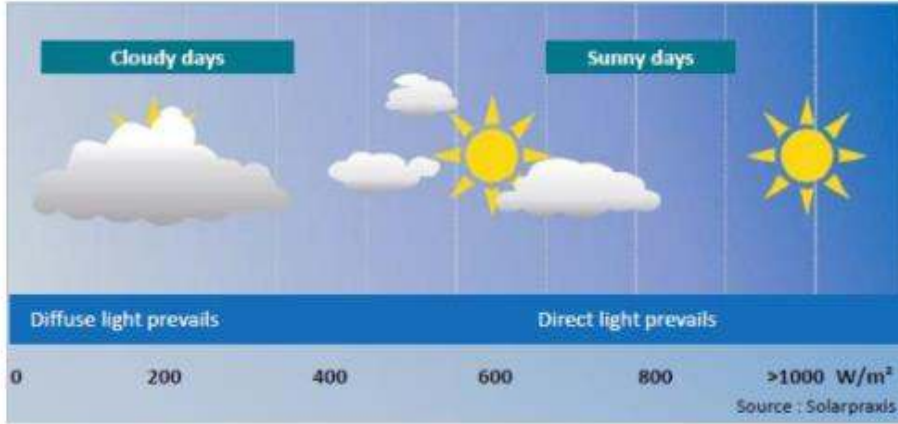 Cloudy days
Sunny days
Diffuse light prevails
Direct light prevails
0 200 400 600 800 >1000 W/m²
Source : Solarpraxis